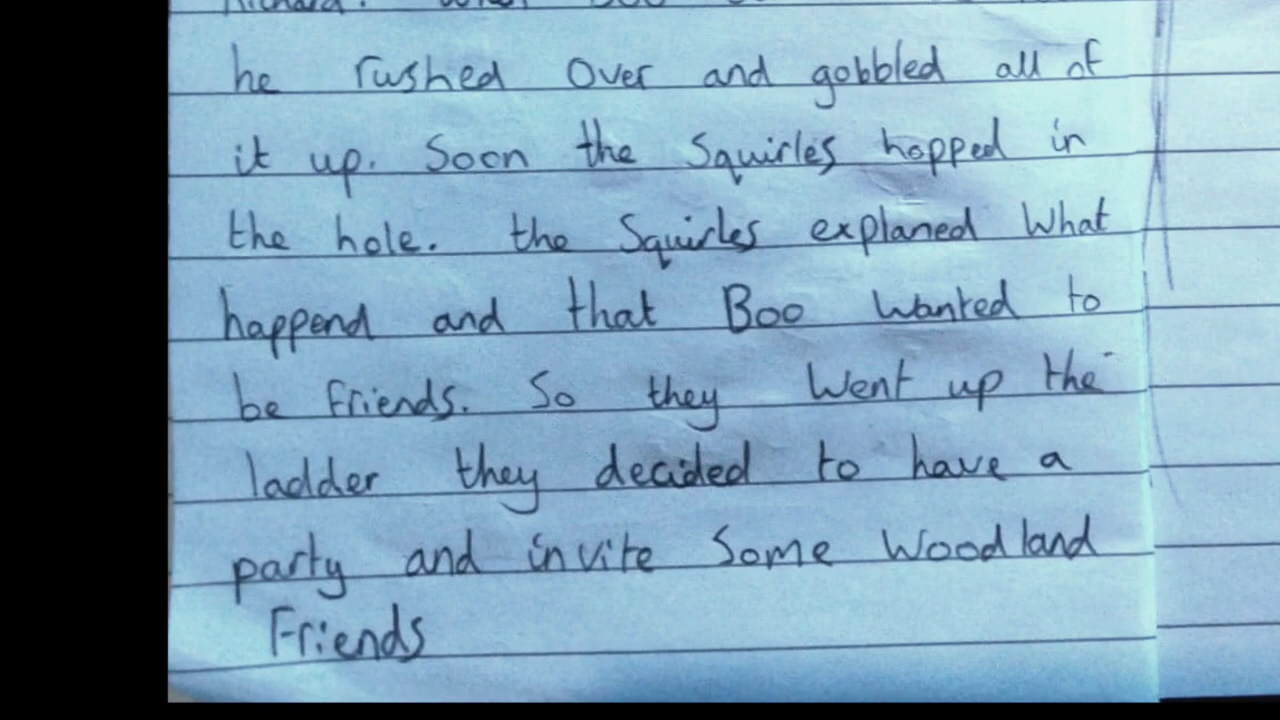 he rushed Over and gobbled all of
it up. Soon the Squirles hopped in
the hole. the Squirles explaned What
happend and that Boo Wanted to
be Friends. So they Went up the
ladder they decided to have a
party and invite Some Woodland
Friends